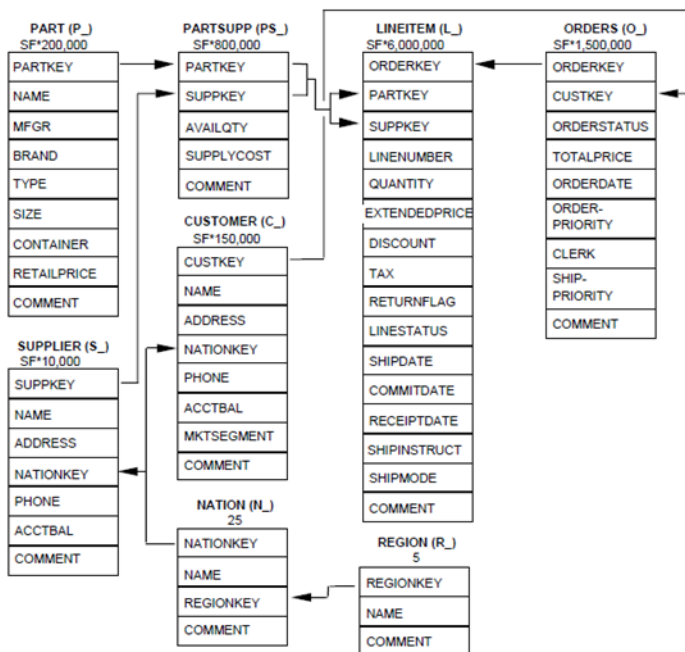 PART (P_)
SF*200,000
PARTKEY
NAME
MFGR
BRAND
TYPE
SIZE
CONTAINER
RETAILPRICE
COMMENT
SUPPLIER (S_)
SF*10,000
SUPPKEY
NAME
ADDRESS
NATIONKEY
PHONE
ACCTBAL
COMMENT
PARTSUPP (PS_)
SF*800,000
PARTKEY
SUPPKEY
AVAILQTY
SUPPLYCOST
COMMENT
CUSTOMER (C_)
SF*150,000
CUSTKEY
NAME
ADDRESS
NATIONKEY
PHONE
ACCTBAL
MKTSEGMENT
COMMENT
NATION (N_)
25
NATIONKEY
NAME
REGIONKEY
COMMENT
LINEITEM (L_)
SF*6,000,000
ORDERKEY
PARTKEY
SUPPKEY
LINENUMBER
QUANTITY
EXTENDEDPRICE
DISCOUNT
TAX
RETURNFLAG
LINESTATUS
SHIPDATE
COMMITDATE
RECEIPTDATE
SHIPINSTRUCT
SHIPMODE
COMMENT
REGION (R_)
5
REGIONKEY
NAME
COMMENT
ORDERS (O_)
SF*1,500,000
ORDERKEY
CUSTKEY
ORDERSTATUS
TOTALPRICE
ORDERDATE
ORDER-
PRIORITY
CLERK
SHIP-
PRIORITY
COMMENT